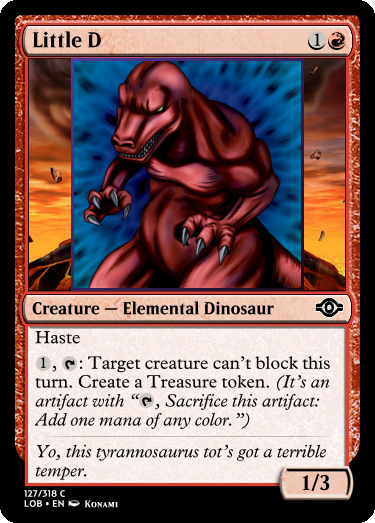 Little D
1
Creature — Elemental Dinosaur
Haste
1, : Target creature can't block this
turn. Create a Treasure token. (It's an
artifact with “, Sacrifice this artifact:
Add one mana of any color.”)
Yo, this tyrannosaurus tot's got a terrible
temper.
1/3
127/318 C
LOB • EN Konami